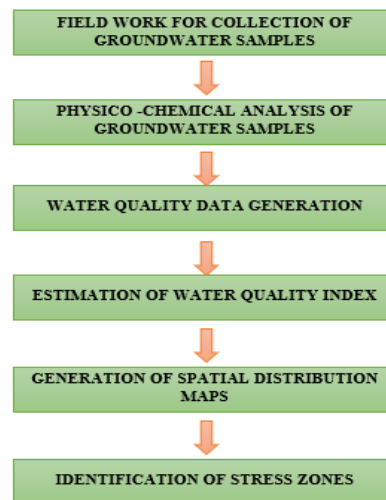 FIELD WORK FOR COLLECTION OF
GROUNDWATER SAMPLES
PHYSICO -CHEMICAL ANALYSIS OF
GROUNDWATER SAMPLES
WATER QUALITY DATA GENERATION
ESTIMATION OF WATER QUALITY INDEX
GENERATION OF SPATIAL DISTRIBUTION
MAPS
IDENTIFICATION OF STRESS ZONES